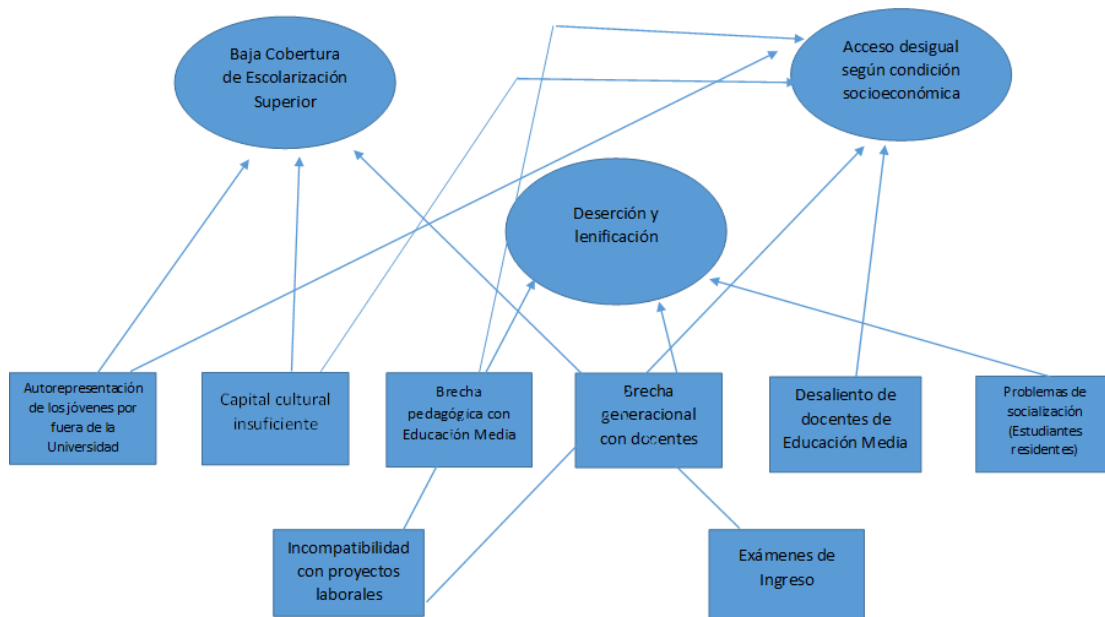 Baja Cobertura
de Escolarización
Superior
Acceso desigual
según condición
socioeconómica
Deserción y
lenificación
Autorepresentación
de los jóvenes por
fuera de la
Universidad
Capital cultural
insuficiente
Brecha
pedagógica con
Educación Media
Brecha
generacional
con docentes
Desaliento de
docentes de
Educación Media
Problemas de
socialización
(Estudiantes
residentes)
Incompatibilidad
con proyectos
laborales
Exámenes de
Ingreso